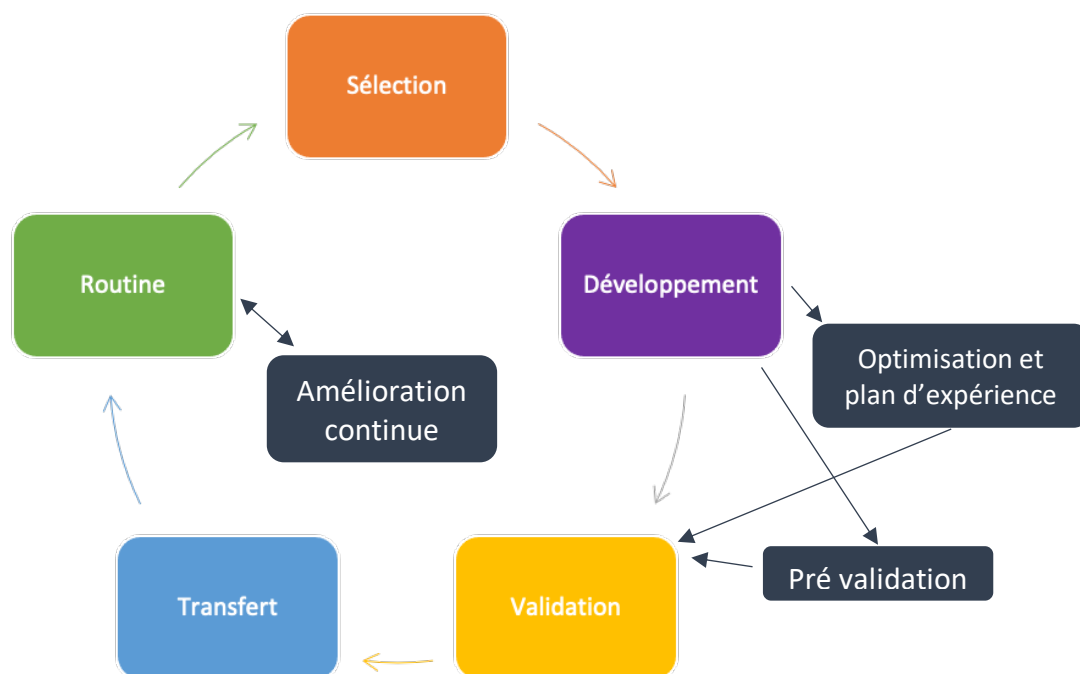 Sélection
Routine
Développement
Optimisation et
plan d’expérience
Amélioration
continue
Pré validation
Transfert
Validation